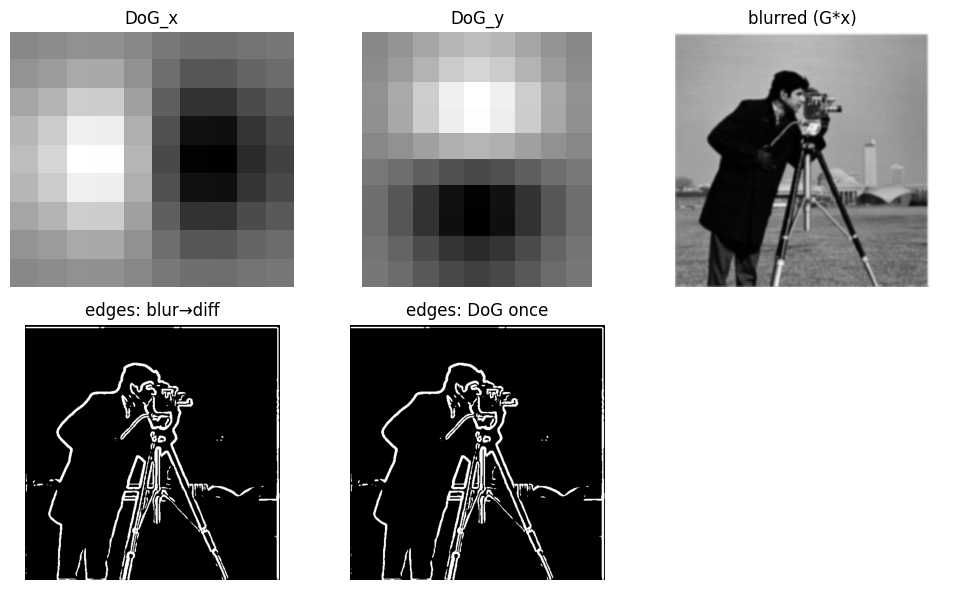 DoG_x
DoG_y
blurred (G*x)
edges: blur→diff
edges: DoG once